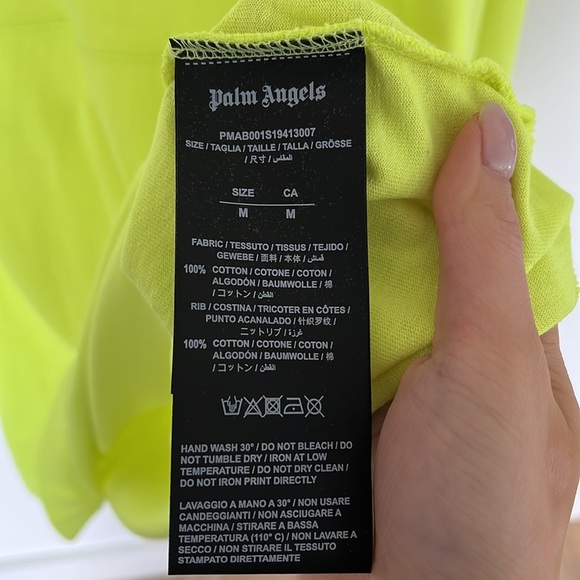 Palm Angels
PMAB001S19413007
SIZE / TAGLIA / TAILLE / TALLA / GRÖSSE
/ 尺寸 / المقاس
SIZE CA
M M
FABRIC / TESSUTO / TISSUS / TEJIDO /
GEWEBE / 面料 / 本体 / قماش
100% COTTON / COTONE / COTON /
ALGODÓN / BAUMWOLLE / 棉
/ コットン / القطن
RIB / COSTINA / TRICOTER EN CÔTES /
PUNTO ACANALADO / 针织罗纹 /
ニットリブ / غرزة
100% COTTON / COTONE / COTON /
ALGODÓN / BAUMWOLLE / 棉
/ コットン / القطن
HAND WASH 30° / DO NOT BLEACH / DO
NOT TUMBLE DRY / IRON AT LOW
TEMPERATURE / DO NOT DRY CLEAN /
DO NOT IRON PRINT DIRECTLY
LAVAGGIO A MANO A 30° / NON USARE
CANDEGGIANTI / NON ASCIUGARE A
MACCHINA / STIRARE A BASSA
TEMPERATURA (110° C) / NON LAVARE A
SECCO / NON STIRARE IL TESSUTO
STAMPATO DIRETTAMENTE